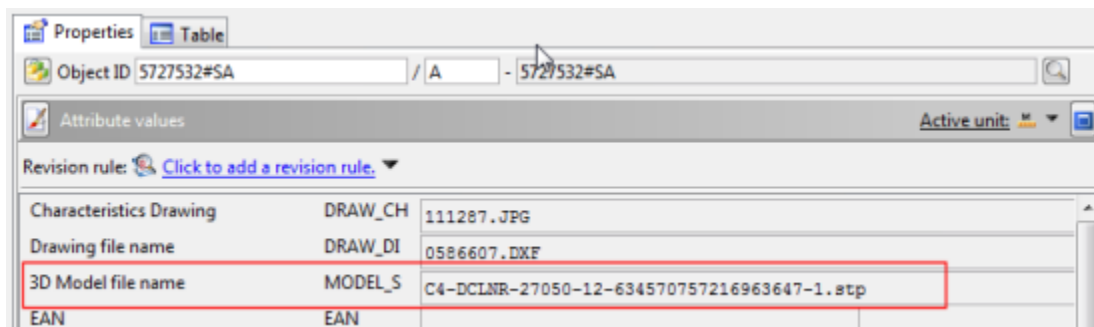 Properties Table
Object ID 5727532#SA / A - 5727532#SA
Attribute values Active unit:
Revision rule: Click to add a revision rule.
Characteristics Drawing DRAW_CH 111287.JPG
Drawing file name DRAW_DI 0586607.DXF
3D Model file name MODEL_S C4-DCLNR-27050-12-634570757216963647-1.stp
EAN EAN